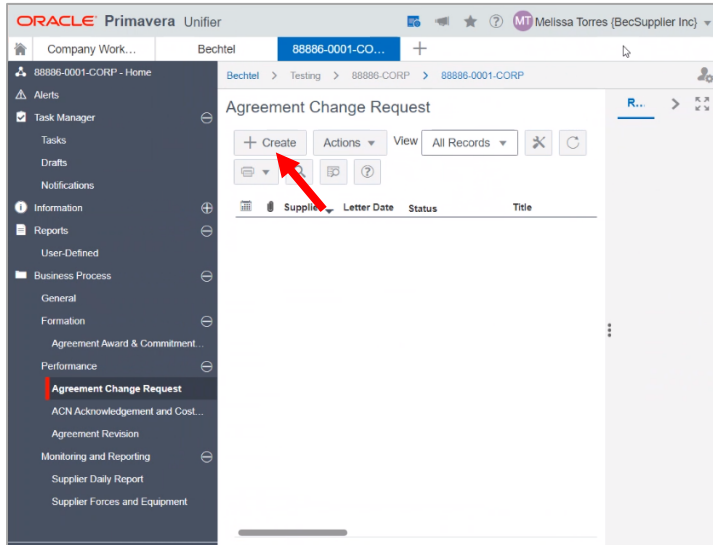 ORACLE Primavera Unifier
MT Melissa Torres {BecSupplier Inc}
Company Work...
Bechtel
88886-0001-CO...
88886-0001-CORP - Home
Bechtel > Testing > 88886-CORP > 88886-0001-CORP
Alerts
Task Manager
Tasks
Drafts
Notifications
Information
Reports
User-Defined
Business Process
General
Formation
Agreement Award & Commitment...
Performance
Agreement Change Request
ACN Acknowledgement and Cost...
Agreement Revision
Monitoring and Reporting
Supplier Daily Report
Supplier Forces and Equipment
Agreement Change Request
R...
+ Create
Actions
View
All Records
Supplier
Letter Date
Status
Title